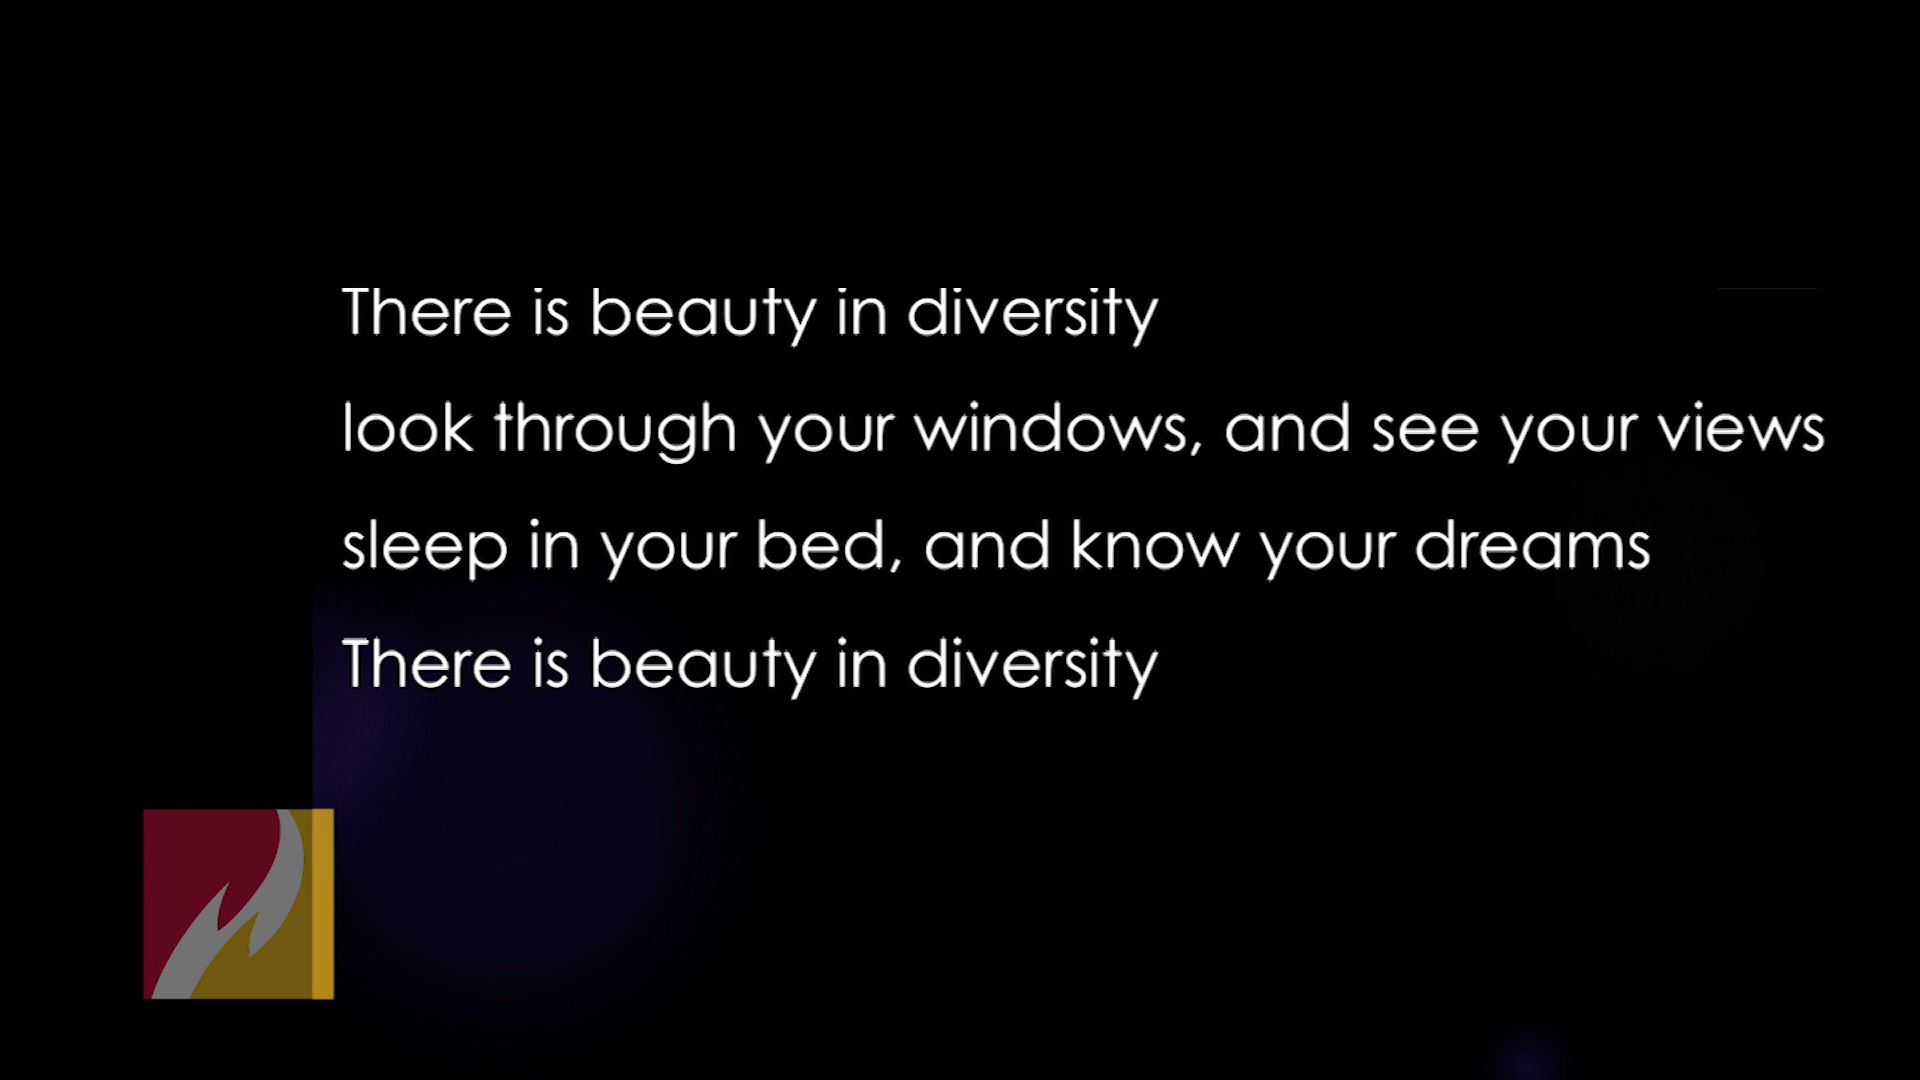 There is beauty in diversity
look through your windows, and see your views
sleep in your bed, and know your dreams
There is beauty in diversity